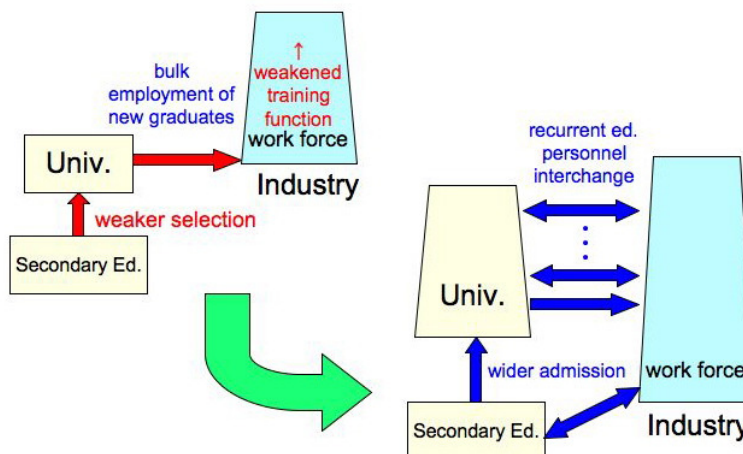 bulk
employment of
new graduates
↑
weakened
training
function
work force
Industry
Univ.
weaker selection
Secondary Ed.
recurrent ed.
personnel
interchange
Univ.
wider admission
work force
Secondary Ed.
Industry